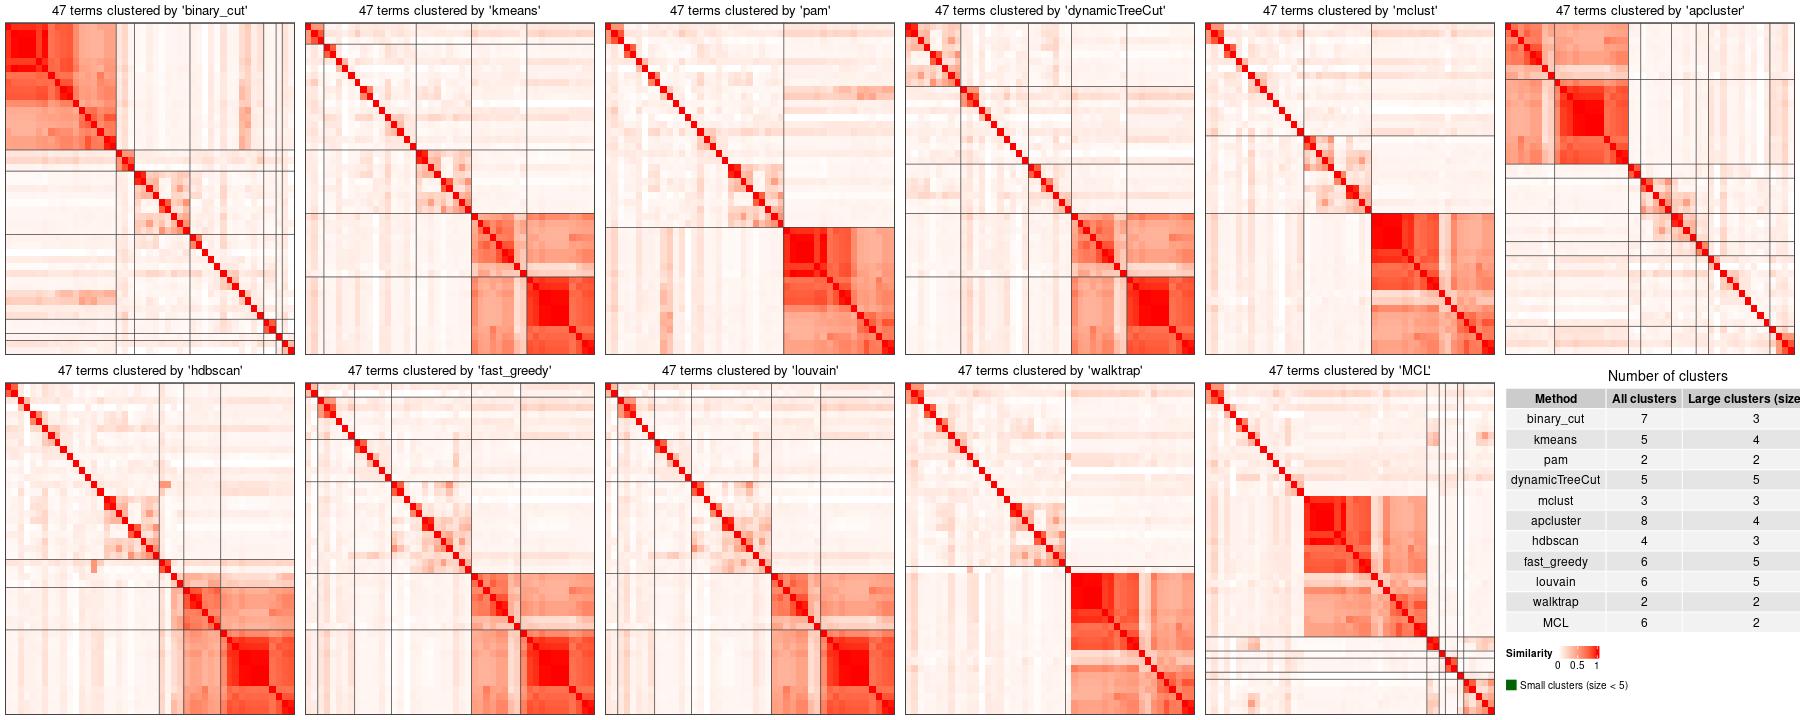 47 terms clustered by 'binary_cut'
47 terms clustered by 'kmeans'
47 terms clustered by 'pam'
47 terms clustered by 'dynamicTreeCut'
47 terms clustered by 'mclust'
47 terms clustered by 'apcluster'
47 terms clustered by 'hdbscan'
47 terms clustered by 'fast_greedy'
47 terms clustered by 'louvain'
47 terms clustered by 'walktrap'
47 terms clustered by 'MCL'
Number of clusters
Method All clusters Large clusters (size
binary_cut 7 3
kmeans 5 4
pam 2 2
dynamicTreeCut 5 5
mclust 3 3
apcluster 8 4
hdbscan 4 3
fast_greedy 6 5
louvain 6 5
walktrap 2 2
MCL 6 2
Similarity
0 0.5 1
Small clusters (size < 5)